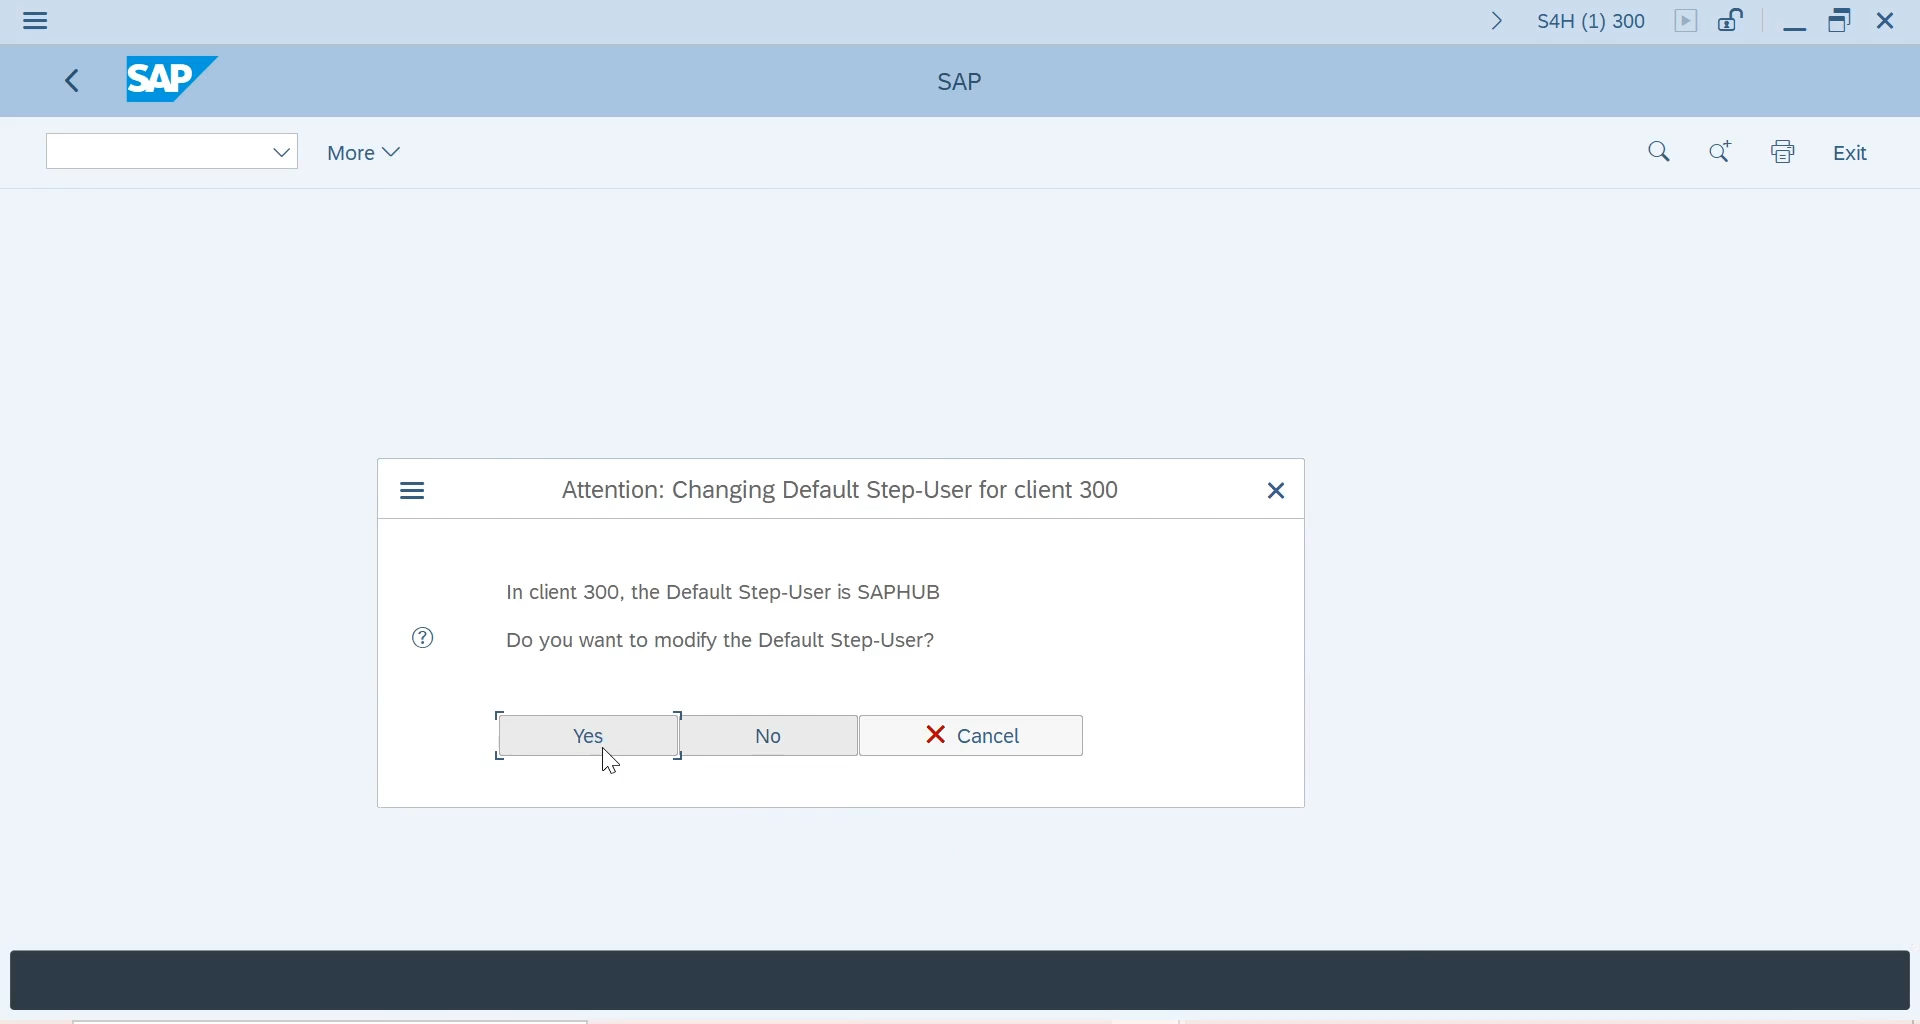 S4H (1) 300
SAP
SAP
More
Exit
Attention: Changing Default Step-User for client 300
In client 300, the Default Step-User is SAPHUB
Do you want to modify the Default Step-User?
Yes
No
Cancel